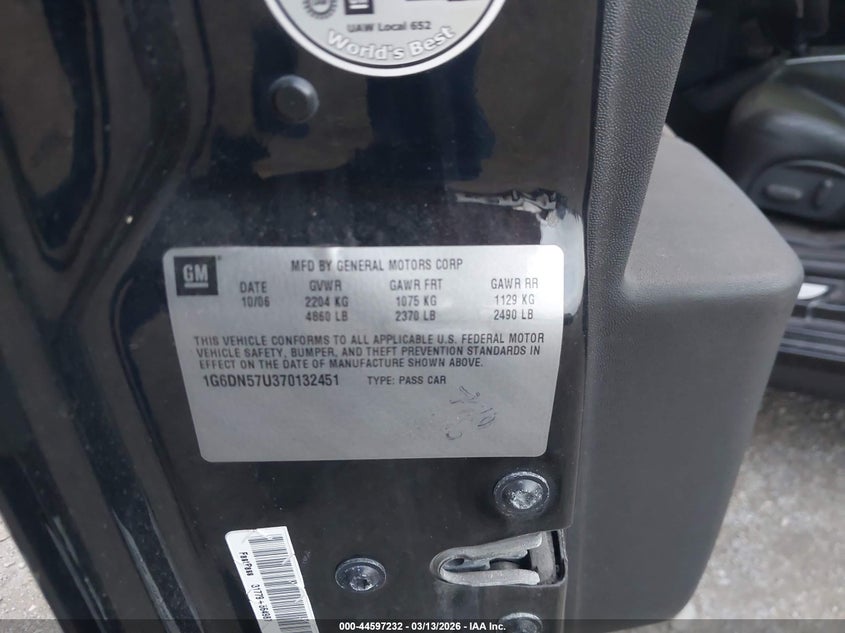 UAW Local 652
World's Best
GM
MFD BY GENERAL MOTORS CORP
DATE GVWR GAWR FRT GAWR RR
10/06 2204 KG 1075 KG 1129 KG
4860 LB 2370 LB 2490 LB
THIS VEHICLE CONFORMS TO ALL APPLICABLE U.S. FEDERAL MOTOR
VEHICLE SAFETY, BUMPER, AND THEFT PREVENTION STANDARDS IN
EFFECT ON THE DATE OF MANUFACTURE SHOWN ABOVE.
1G6DN57U370132451 TYPE: PASS CAR
FastPass
000-44597232 - 03/13/2026 - IAA Inc.